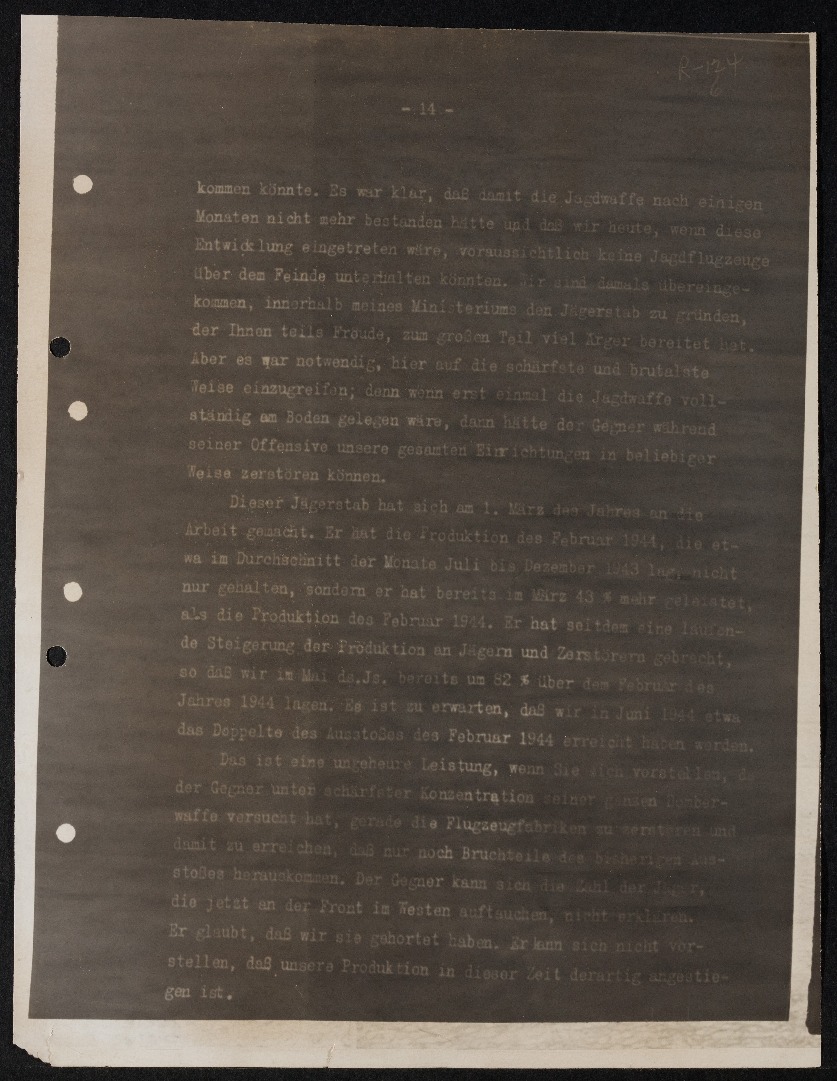 R-124
- 14 -
kommen könnte. Es war klar, daß damit die Jagdwaffe nach einigen
Monaten nicht mehr bestanden hätte und daß wir heute, wenn diese
Entwicklung eingetreten wäre, voraussichtlich keine Jagdflugzeuge
über dem Feinde unterhalten könnten. Wir sind damals übereinge-
kommen, innerhalb meines Ministeriums den Jägerstab zu gründen,
der Ihnen teils Freude, zum großen Teil viel Ärger bereitet hat.
Aber es war notwendig, hier auf die schärfste und brutalste
Weise einzugreifen; denn wenn erst einmal die Jagdwaffe voll-
ständig am Boden gelegen wäre, dann hätte der Gegner während
seiner Offensive unsere gesamten Einrichtungen in beliebiger
Weise zerstören können.
Dieser Jägerstab hat sich am 1. März des Jahres an die
Arbeit gemacht. Er hat die Produktion des Februar 1944, die et-
wa im Durchschnitt der Monate Juli bis Dezember 1943 lag, nicht
nur gehalten, sondern er hat bereits im März 43 % mehr geleistet,
als die Produktion des Februar 1944. Er hat seitdem eine laufen-
de Steigerung der Produktion an Jägern und Zerstörern gebracht,
so daß wir im Mai ds.Js. bereits um 82 % über dem Februar des
Jahres 1944 lagen. Es ist zu erwarten, daß wir in Juni 1944 etwa
das Doppelte des Ausstoßes des Februar 1944 erreicht haben werden.
Das ist eine ungeheure Leistung, wenn Sie sich vorstellen,
der Gegner unter schärfster Konzentration seiner ganzen Bomber-
waffe versucht hat, gerade die Flugzeugfabriken zu zerstören und
damit zu erreichen, daß nur noch Bruchteile des bisherigen Aus-
stoßes herauskommen. Der Gegner kann sich die Zahl der Jäger,
die jetzt an der Front im Westen auftauchen, nicht erklären.
Er glaubt, daß wir sie gehortet haben. Er kann sich nicht vor-
stellen, daß unsere Produktion in dieser Zeit derartig angestie-
gen ist.